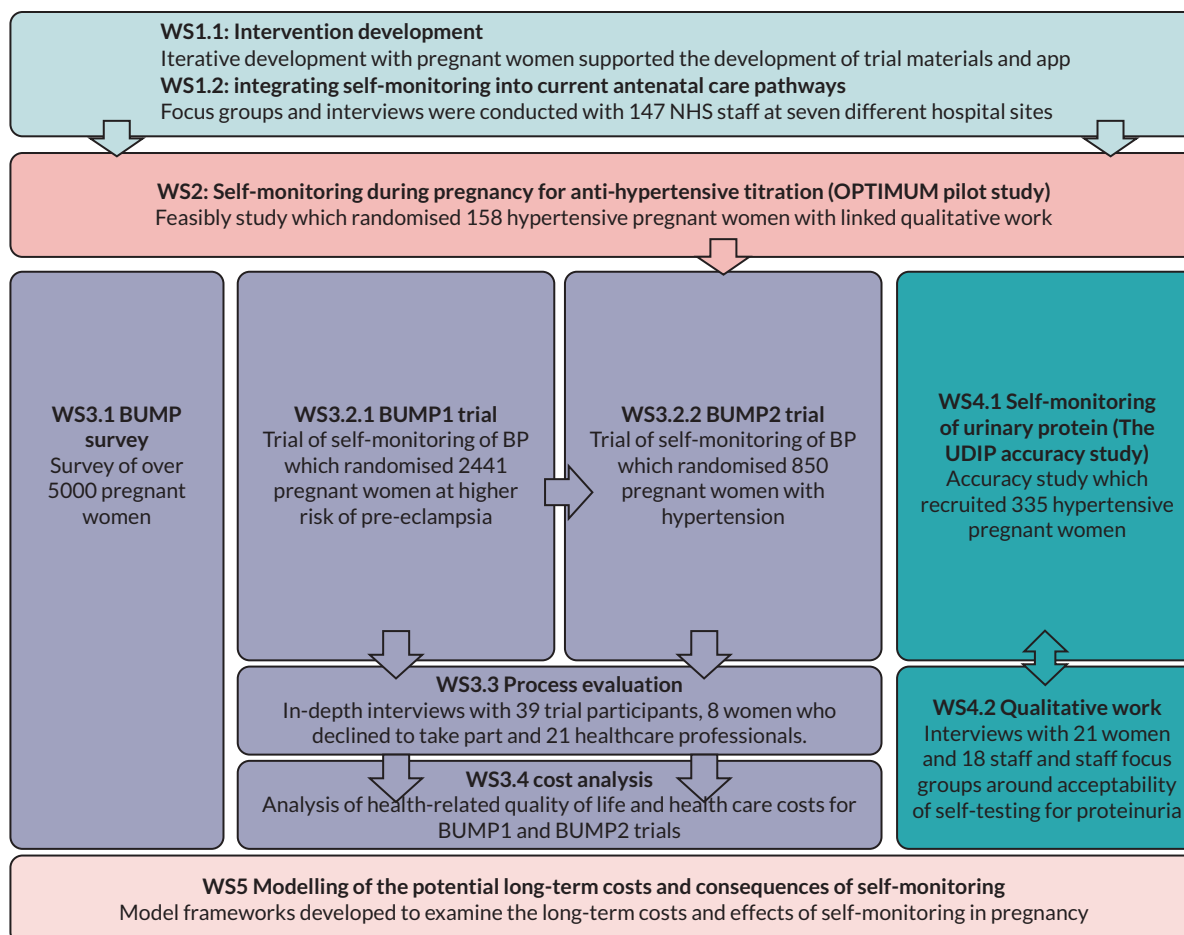 WS1.1: Intervention development
Iterative development with pregnant women supported the development of trial materials and app
WS1.2: integrating self-monitoring into current antenatal care pathways
Focus groups and interviews were conducted with 147 NHS staff at seven different hospital sites
WS2: Self-monitoring during pregnancy for anti-hypertensive titration (OPTIMUM pilot study)
Feasibly study which randomised 158 hypertensive pregnant women with linked qualitative work
WS3.1 BUMP
survey
Survey of over
5000 pregnant
women
WS3.2.1 BUMP1 trial
Trial of self-monitoring of BP
which randomised 2441
pregnant women at higher
risk of pre-eclampsia
WS3.2.2 BUMP2 trial
Trial of self-monitoring of BP
which randomised 850
pregnant women with
hypertension
WS4.1 Self-monitoring
of urinary protein (The
UDIP accuracy study)
Accuracy study which
recruited 335 hypertensive
pregnant women
WS3.3 Process evaluation
In-depth interviews with 39 trial participants, 8 women who
declined to take part and 21 healthcare professionals.
WS3.4 cost analysis
Analysis of health-related quality of life and health care costs for
BUMP1 and BUMP2 trials
WS4.2 Qualitative work
Interviews with 21 women
and 18 staff and staff focus
groups around acceptability
of self-testing for proteinuria
WS5 Modelling of the potential long-term costs and consequences of self-monitoring
Model frameworks developed to examine the long-term costs and effects of self-monitoring in pregnancy